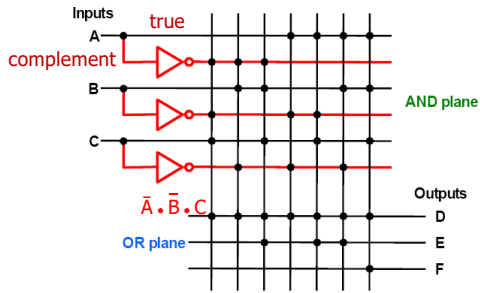 Inputs
true
A
complement
B
AND plane
C
Ā . B̄ . C
Outputs
D
OR plane
E
F